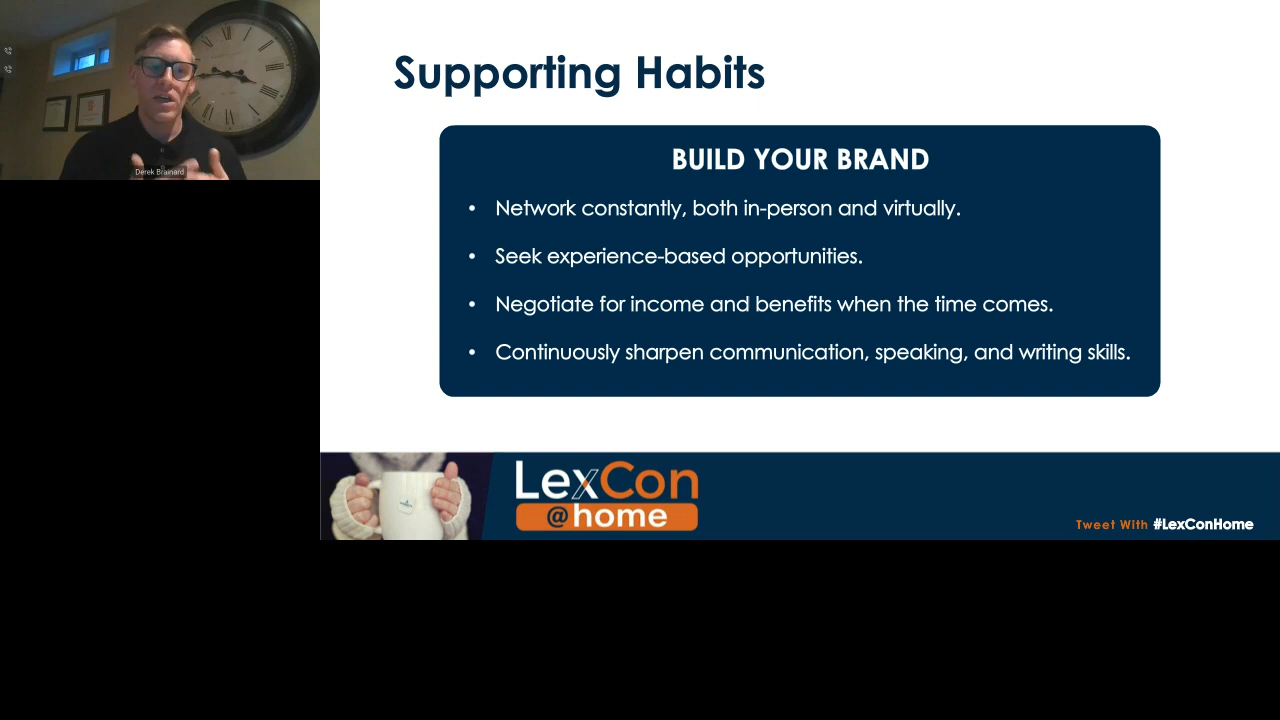 Derek Brainard
Supporting Habits
BUILD YOUR BRAND
• Network constantly, both in-person and virtually.
• Seek experience-based opportunities.
• Negotiate for income and benefits when the time comes.
• Continuously sharpen communication, speaking, and writing skills.
LexCon
@home
Tweet With #LexConHome